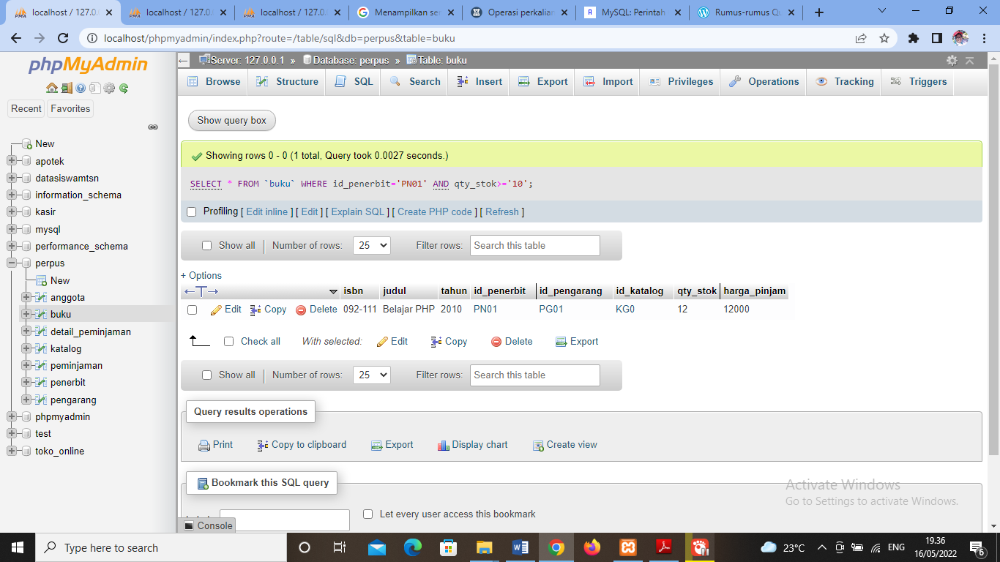 localhost / 127.0. localhost / 127.0. localhost / 127.0. Menampilkan se Operasi perkalia MySQL: Perintah Rumus-rumus Qu
localhost/phpmyadmin/index.php?route=/table/sql&db=perpus&table=buku
phpMyAdmin
Recent Favorites
New
apotek
datasiswamtsn
information_schema
kasir
mysql
performance_schema
perpus
New
anggota
buku
detail_peminjaman
katalog
peminjaman
penerbit
pengarang
phpmyadmin
test
toko_online
Server: 127.0.0.1 » Database: perpus » Table: buku
Browse Structure SQL Search Insert Export Import Privileges Operations Tracking Triggers
Show query box
Showing rows 0 - 0 (1 total, Query took 0.0027 seconds.)
SELECT * FROM `buku` WHERE id_penerbit='PN01' AND qty_stok>='10';
Profiling [ Edit inline ] [ Edit ] [ Explain SQL ] [ Create PHP code ] [ Refresh ]
Show all Number of rows: 25 Filter rows: Search this table
+ Options
←T→ isbn judul tahun id_penerbit id_pengarang id_katalog qty_stok harga_pinjam
Edit Copy Delete 092-111 Belajar PHP 2010 PN01 PG01 KG0 12 12000
Check all With selected: Edit Copy Delete Export
Show all Number of rows: 25 Filter rows: Search this table
Query results operations
Print Copy to clipboard Export Display chart Create view
Bookmark this SQL query
Let every user access this bookmark
Console
Activate Windows
Go to Settings to activate Windows.
Type here to search
23°C ENG 19.36
16/05/2022
6